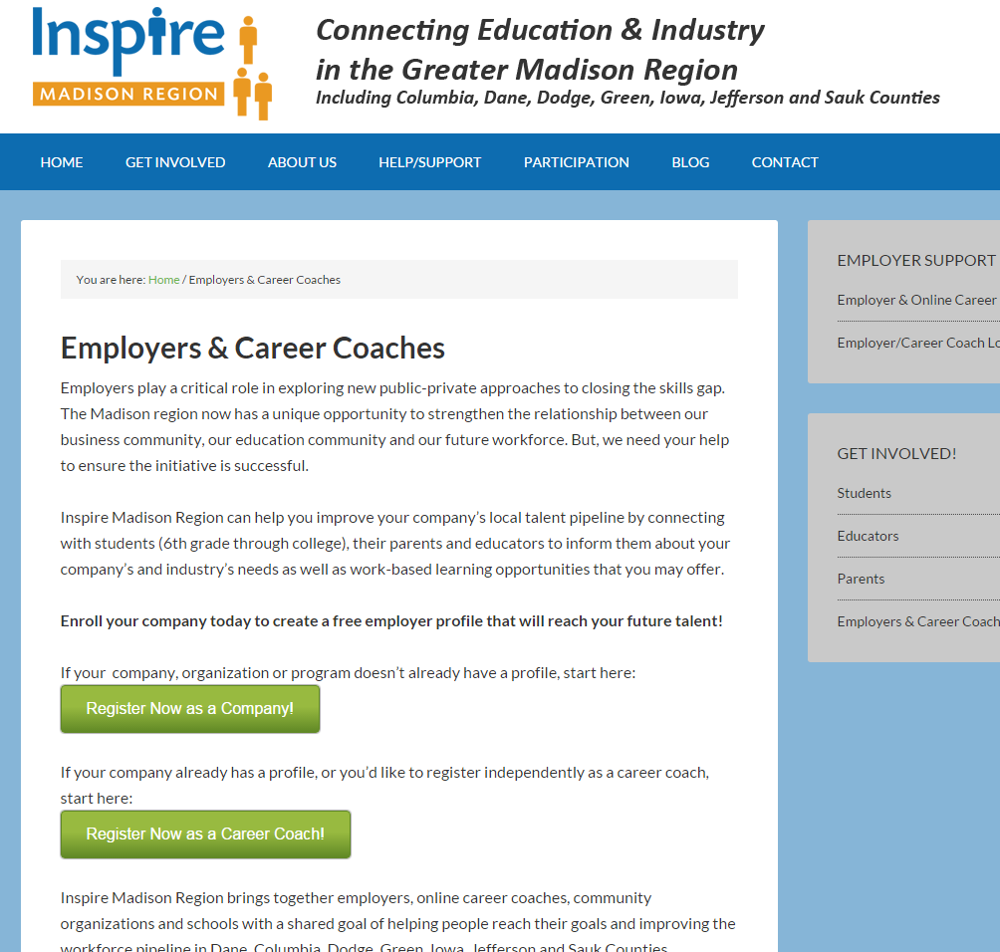 Inspire
MADISON REGION
Connecting Education & Industry
in the Greater Madison Region
Including Columbia, Dane, Dodge, Green, Iowa, Jefferson and Sauk Counties
HOME GET INVOLVED ABOUT US HELP/SUPPORT PARTICIPATION BLOG CONTACT
You are here: Home / Employers & Career Coaches
Employers & Career Coaches
Employers play a critical role in exploring new public-private approaches to closing the skills gap.
The Madison region now has a unique opportunity to strengthen the relationship between our
business community, our education community and our future workforce. But, we need your help
to ensure the initiative is successful.
Inspire Madison Region can help you improve your company’s local talent pipeline by connecting
with students (6th grade through college), their parents and educators to inform them about your
company’s and industry’s needs as well as work-based learning opportunities that you may offer.
Enroll your company today to create a free employer profile that will reach your future talent!
If your company, organization or program doesn’t already have a profile, start here:
Register Now as a Company!
If your company already has a profile, or you’d like to register independently as a career coach,
start here:
Register Now as a Career Coach!
Inspire Madison Region brings together employers, online career coaches, community
organizations and schools with a shared goal of helping people reach their goals and improving the
workforce pipeline in Dane, Columbia, Dodge, Green, Iowa, Jefferson and Sauk Counties.
EMPLOYER SUPPORT
Employer & Online Career
Employer/Career Coach Lo
GET INVOLVED!
Students
Educators
Parents
Employers & Career Coach